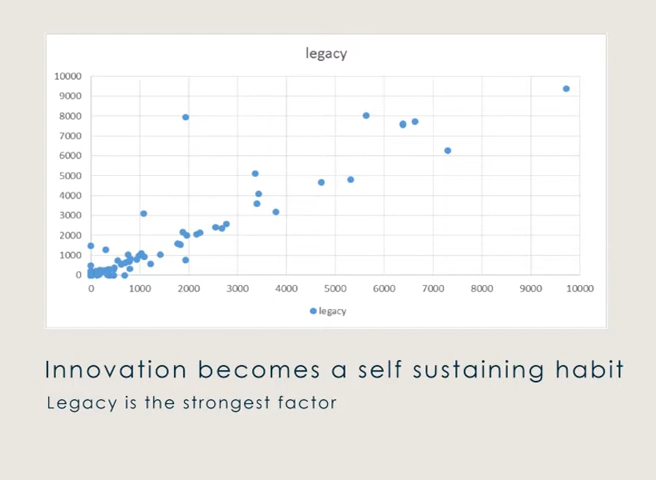 legacy
10000
9000
8000
7000
6000
5000
4000
3000
2000
1000
0
0 1000 2000 3000 4000 5000 6000 7000 8000 9000 10000
legacy
Innovation becomes a self sustaining habit
Legacy is the strongest factor